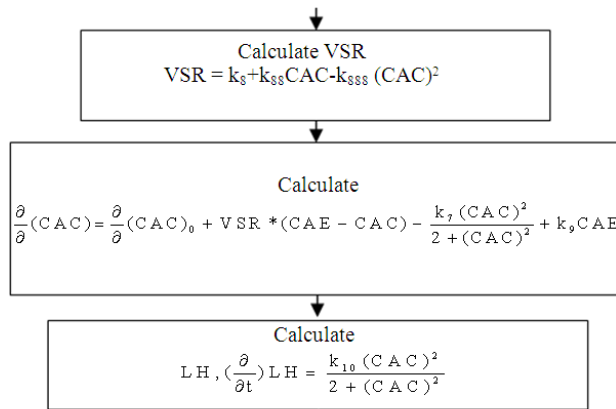 Calculate VSR
VSR = k₈+k₈₈CAC-k₈₈₈ (CAC)²
Calculate
∂/∂ (CAC) = ∂/∂ (CAC)₀ + VSR *(CAE − CAC) − k₇ (CAC)² / 2 + (CAC)² + k₉CAE
Calculate
LH , (∂/∂t) LH = k₁₀ (CAC)² / 2 + (CAC)²